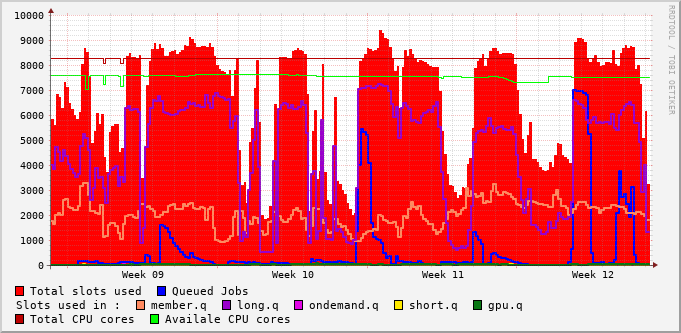 10000
9000
8000
7000
6000
5000
4000
3000
2000
1000
0
Week 09 Week 10 Week 11 Week 12
RRDTOOL / TOBI OETIKER
Total slots used Queued Jobs
Slots used in : member.q long.q ondemand.q short.q gpu.q
Total CPU cores Availale CPU cores